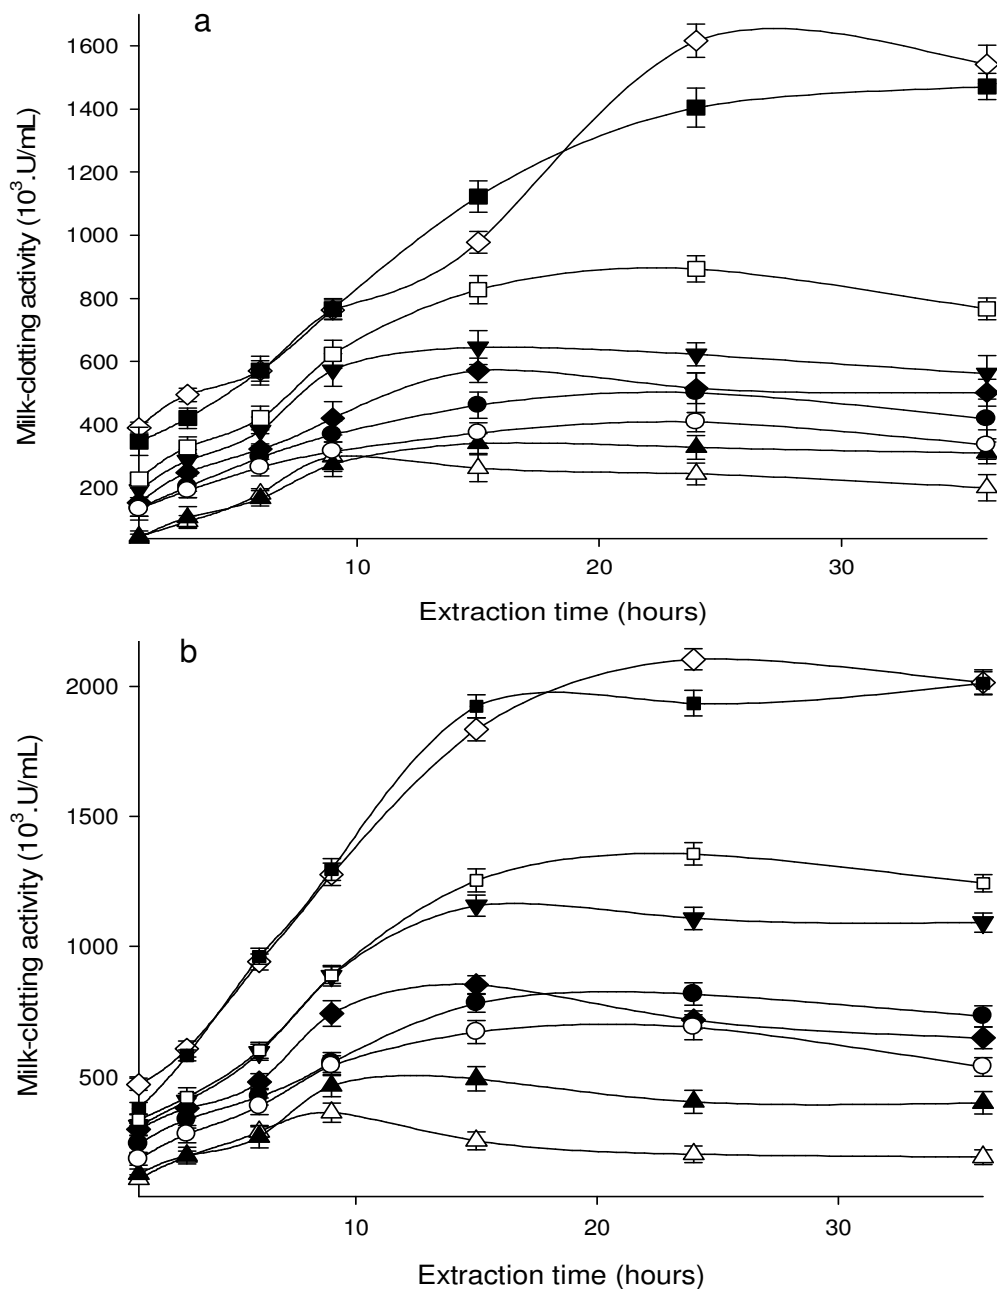 a
1600
1400
1200
1000
800
600
400
200
Milk-clotting activity (10³.U/mL)
10 20 30
Extraction time (hours)
b
2000
1500
1000
500
Milk-clotting activity (10³.U/mL)
10 20 30
Extraction time (hours)